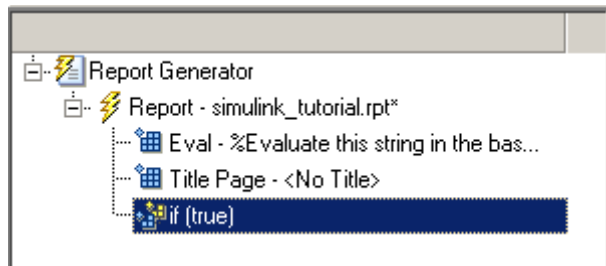 Report Generator
Report - simulink_tutorial.rpt*
Eval - %Evaluate this string in the bas...
Title Page - <No Title>
if (true)